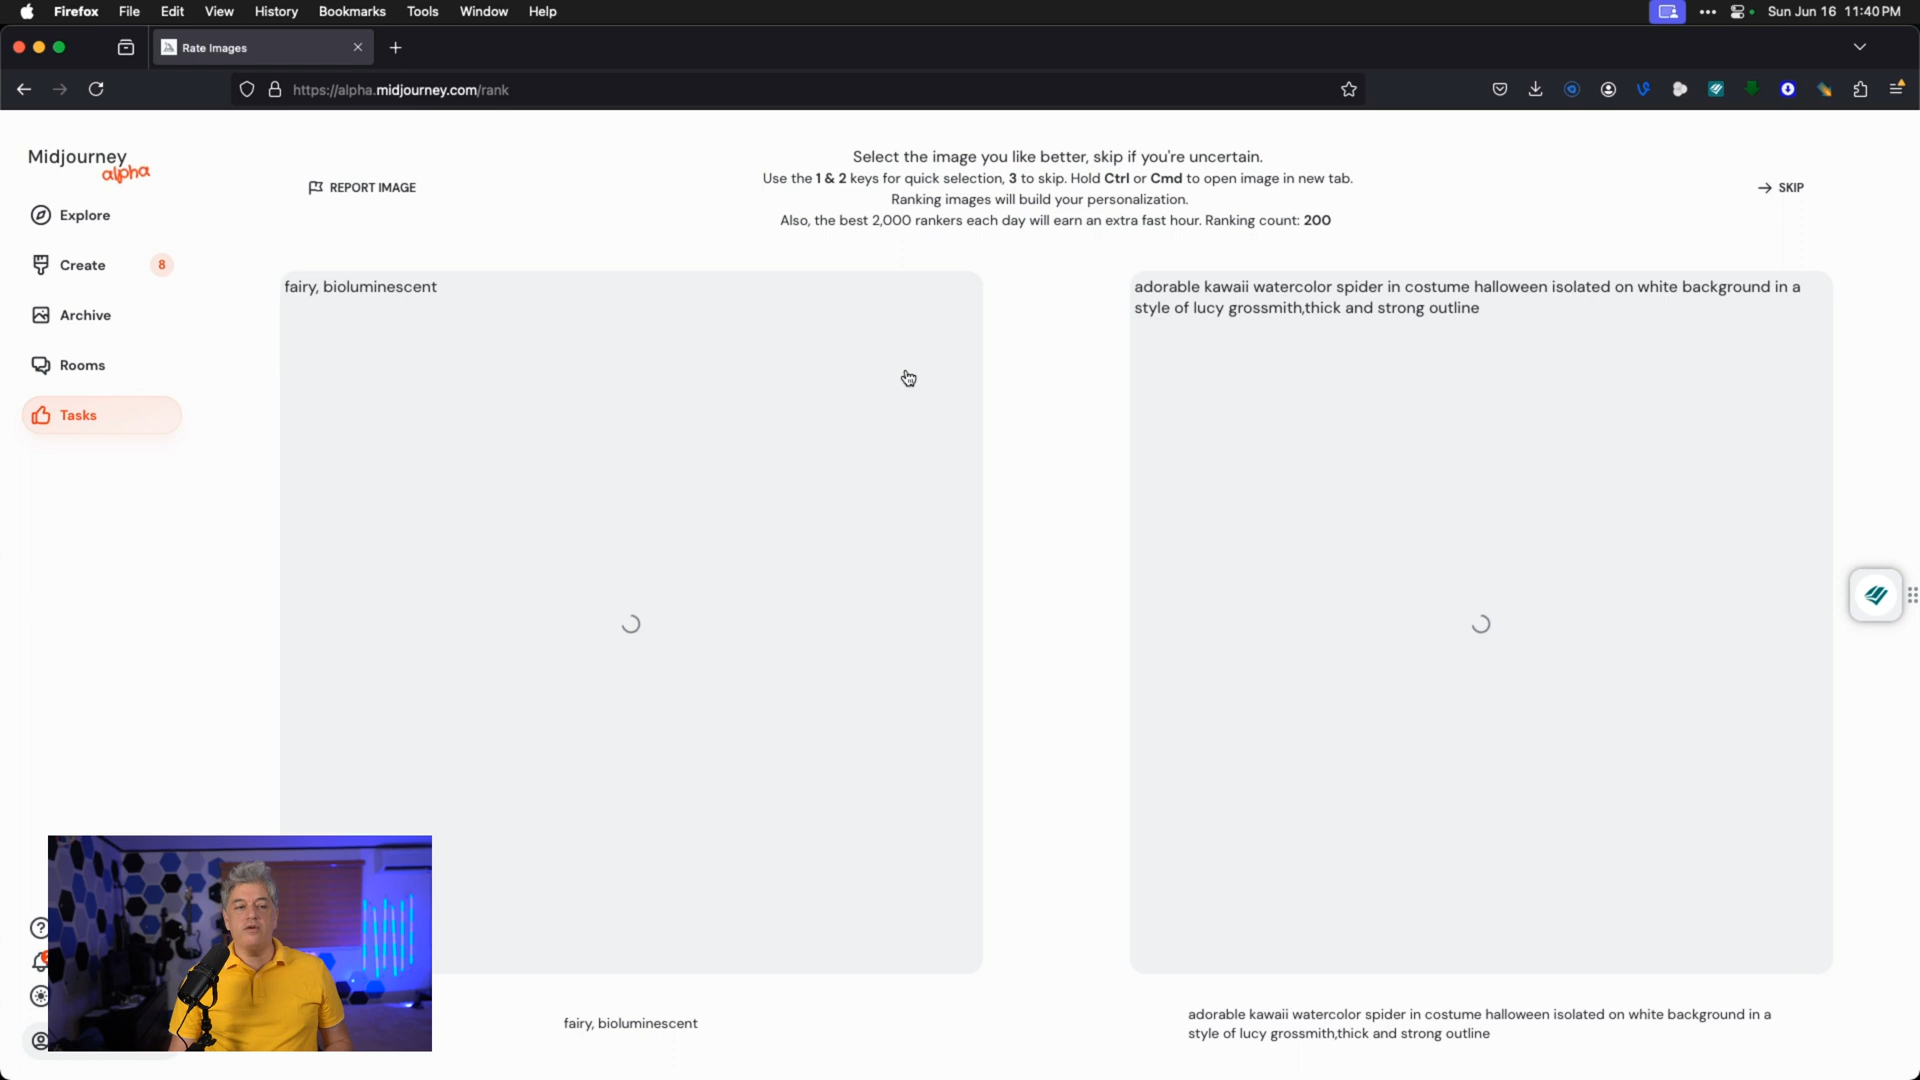 Firefox File Edit View History Bookmarks Tools Window Help
Sun Jun 16 11:40 PM
Rate Images
https://alpha.midjourney.com/rank
Midjourney
alpha
Explore
Create 8
Archive
Rooms
Tasks
REPORT IMAGE
Select the image you like better, skip if you're uncertain.
Use the 1 & 2 keys for quick selection, 3 to skip. Hold Ctrl or Cmd to open image in new tab.
Ranking images will build your personalization.
Also, the best 2,000 rankers each day will earn an extra fast hour. Ranking count: 200
SKIP
fairy, bioluminescent
adorable kawaii watercolor spider in costume halloween isolated on white background in a
style of lucy grossmith,thick and strong outline
fairy, bioluminescent
adorable kawaii watercolor spider in costume halloween isolated on white background in a
style of lucy grossmith,thick and strong outline